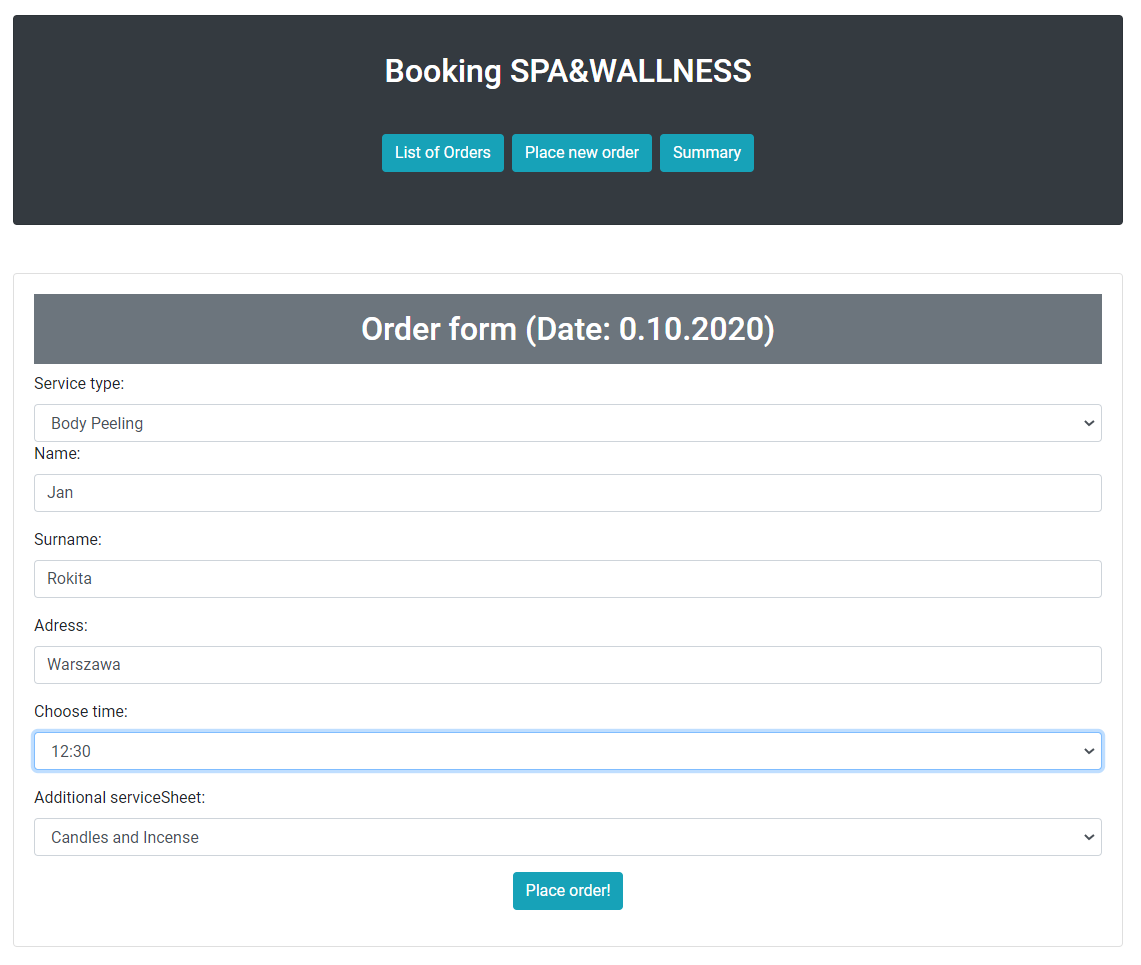 Booking SPA&WALLNESS
List of Orders Place new order Summary
Order form (Date: 0.10.2020)
Service type:
Body Peeling
Name:
Jan
Surname:
Rokita
Adress:
Warszawa
Choose time:
12:30
Additional serviceSheet:
Candles and Incense
Place order!